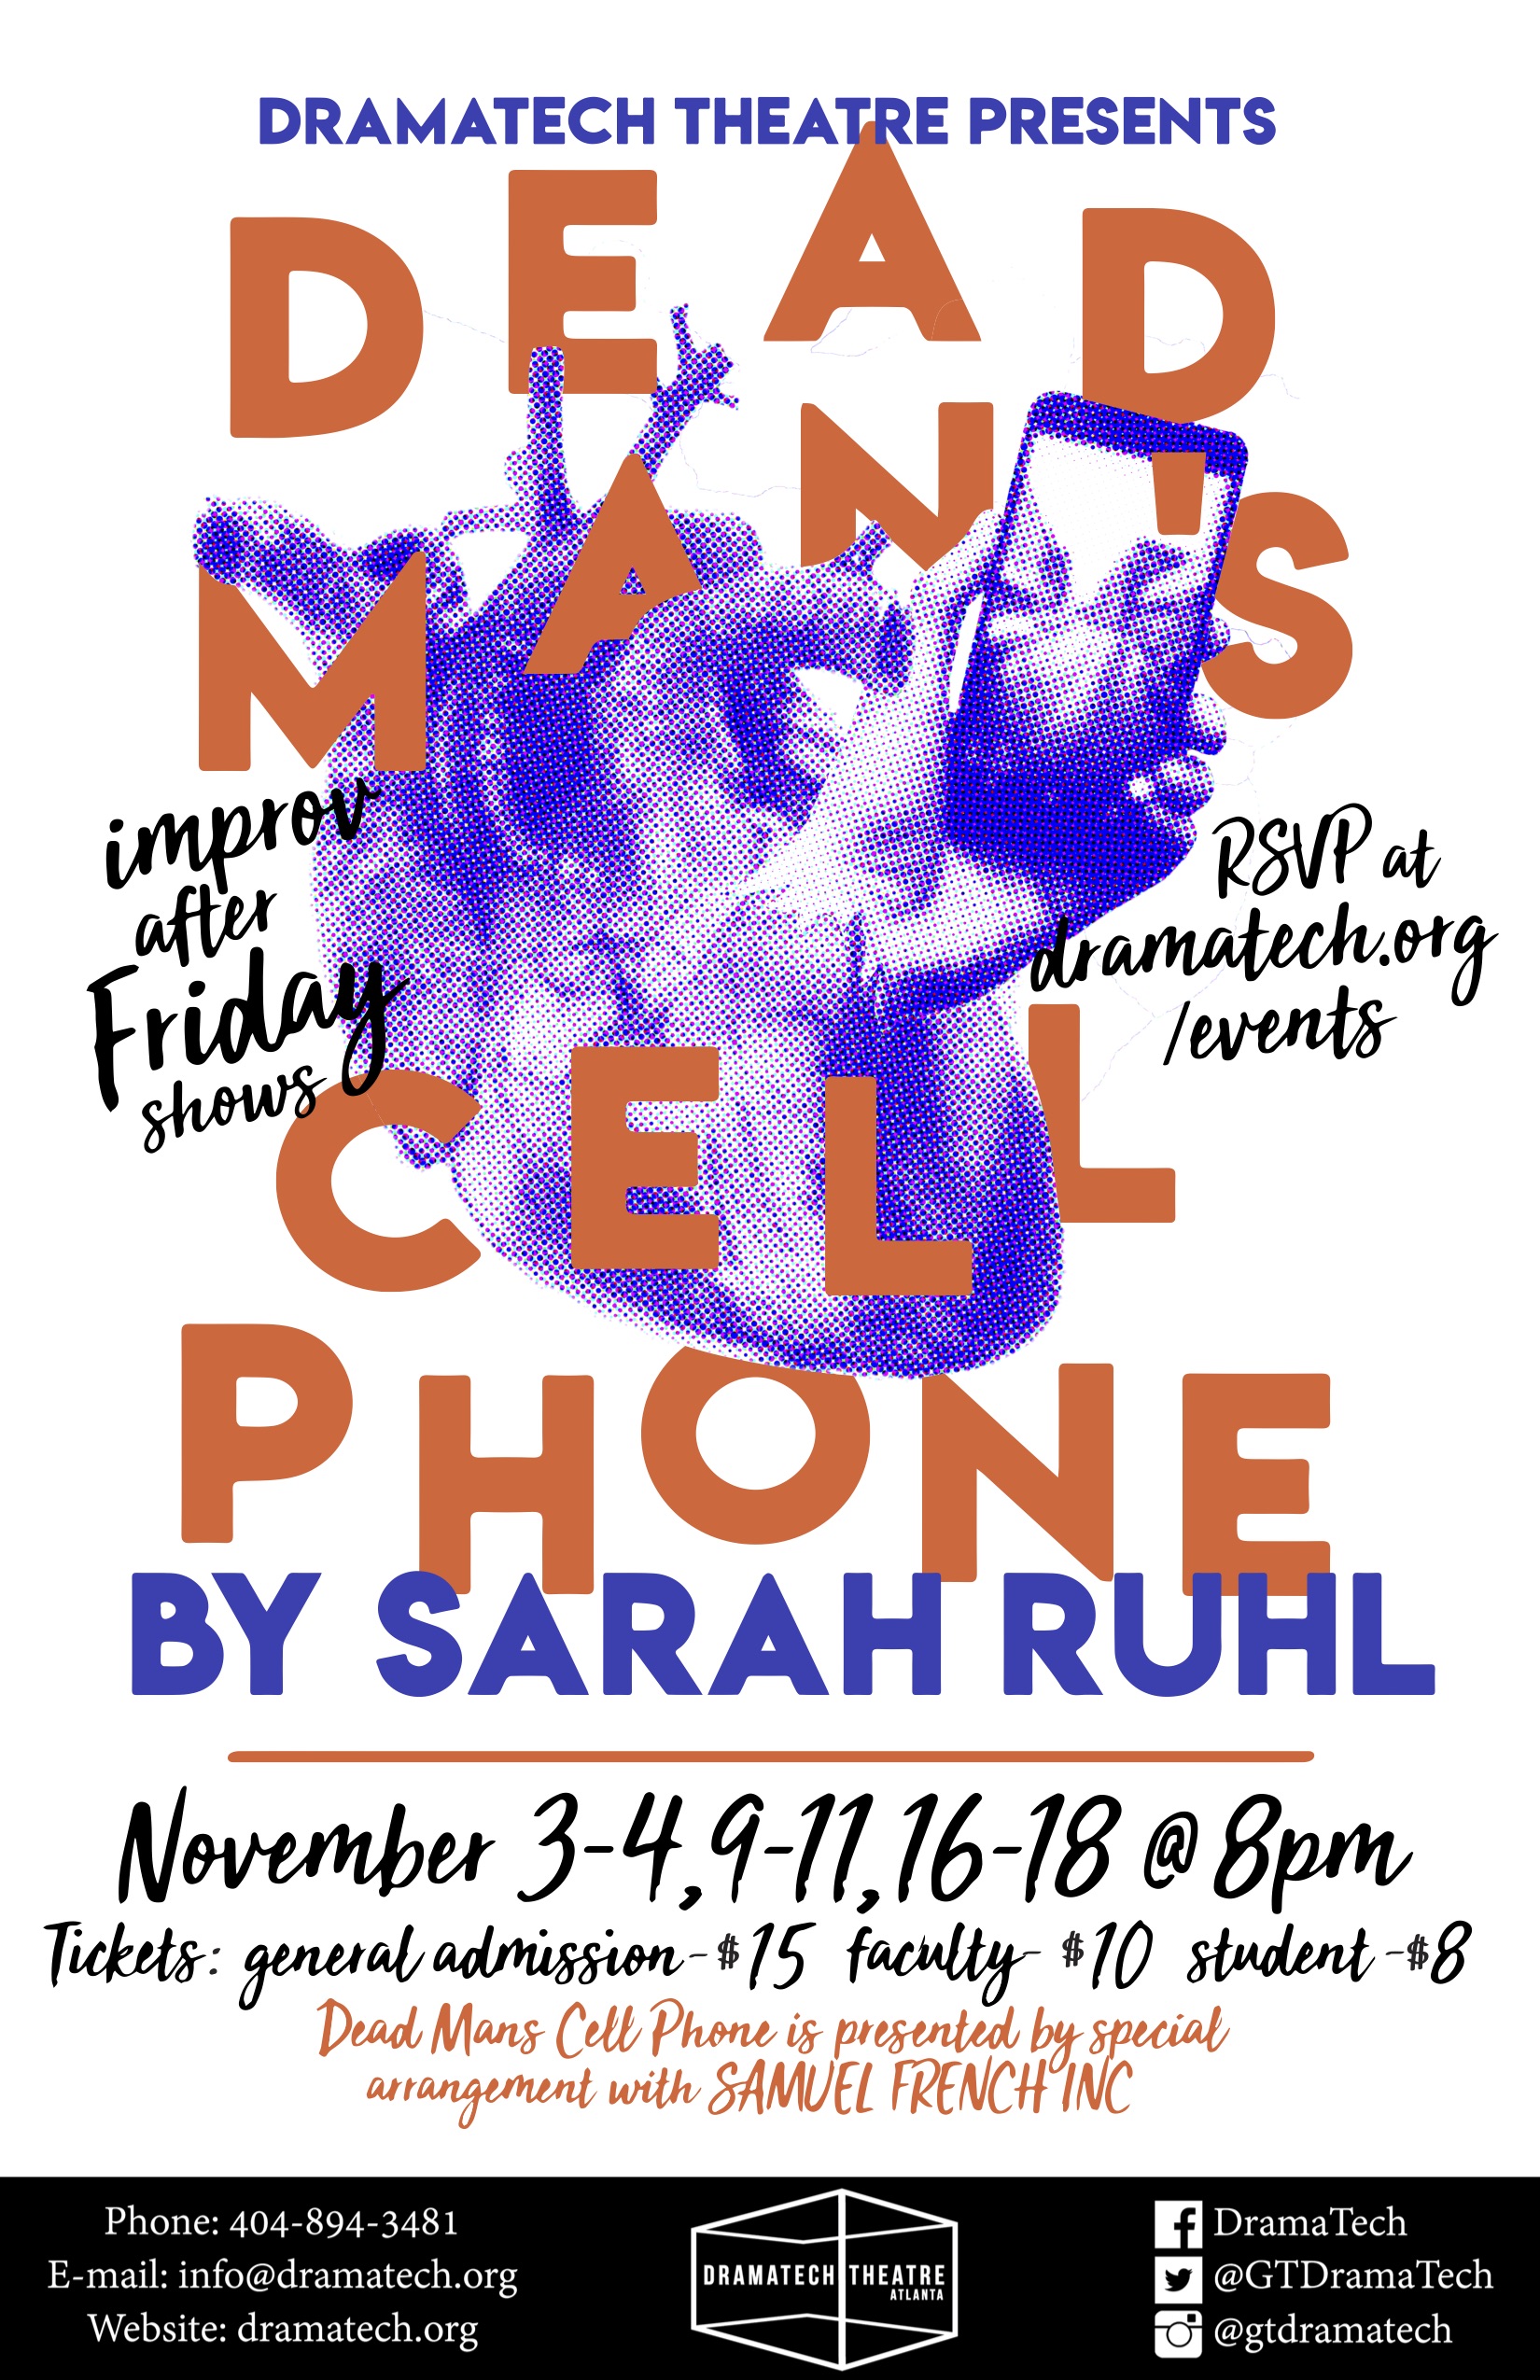 DRAMATECH THEATRE PRESENTS
DEAD
MAN'S
improv
after
Friday
shows
RSVP at
dramatech.org
/events
CELL
PHONE
BY SARAH RUHL
November 3-4, 9-11, 16-18 @ 8pm
Tickets: general admission - $15 faculty - $10 student - $8
Dead Mans Cell Phone is presented by special
arrangement with SAMUEL FRENCH INC
Phone: 404-894-3481
E-mail: info@dramatech.org
Website: dramatech.org
DRAMATECH THEATRE
ATLANTA
DramaTech
@GTDramaTech
@gtdramatech